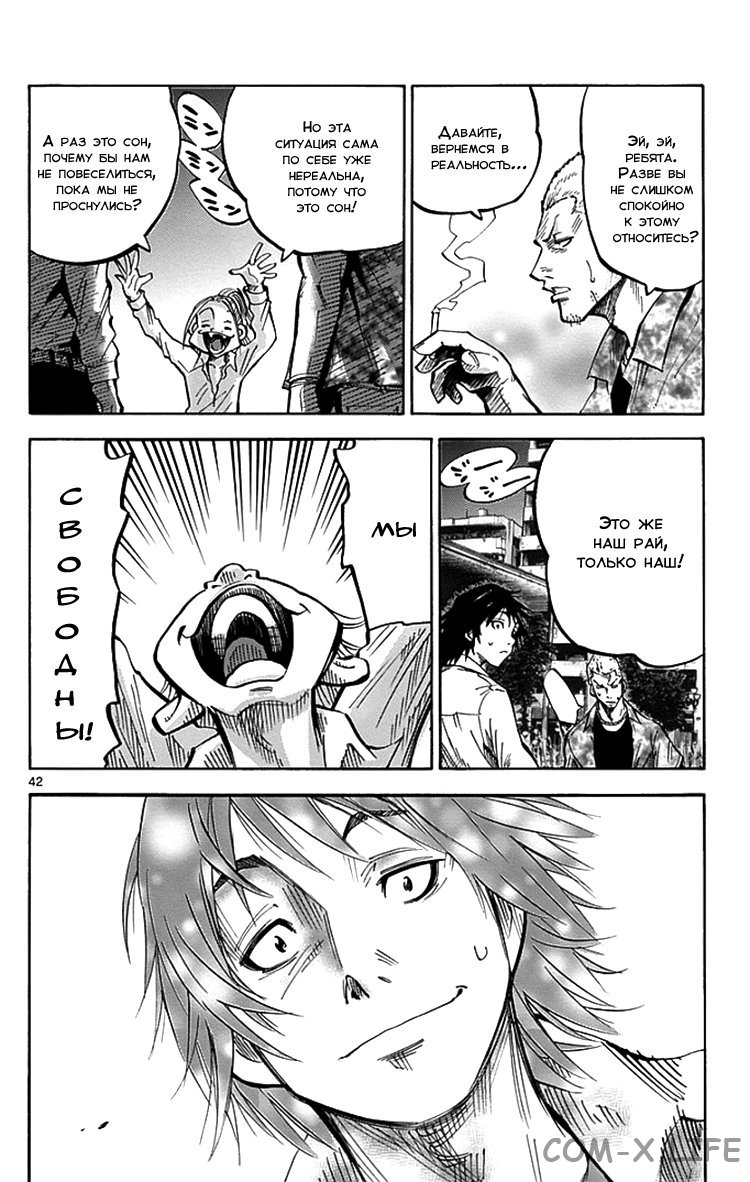 Эй, эй,
ребята.
Разве вы
не слишком
спокойно
к этому
относитесь?
Давайте,
вернемся в
реальность...
Но эта
ситуация сама
по себе уже
нереальна,
потому что
это сон!
А раз это сон,
почему бы нам
не повеселиться,
пока мы не
проснулись?
Это же
наш рай,
только наш!
мы
свободны!
42
COM-X.LIFE